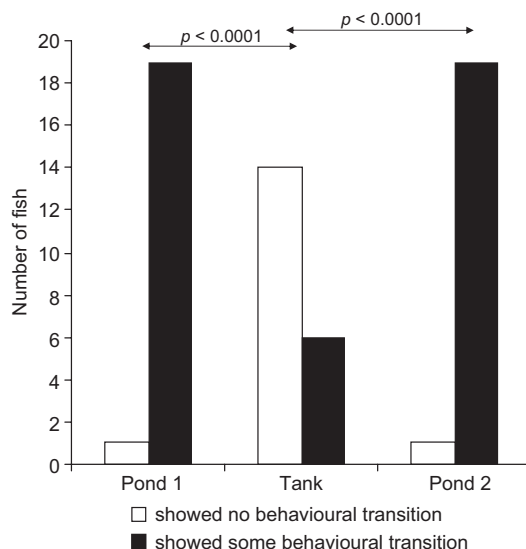 p < 0.0001
p < 0.0001
20
18
16
14
12
10
8
6
4
2
0
Number of fish
Pond 1 Tank Pond 2
showed no behavioural transition
showed some behavioural transition